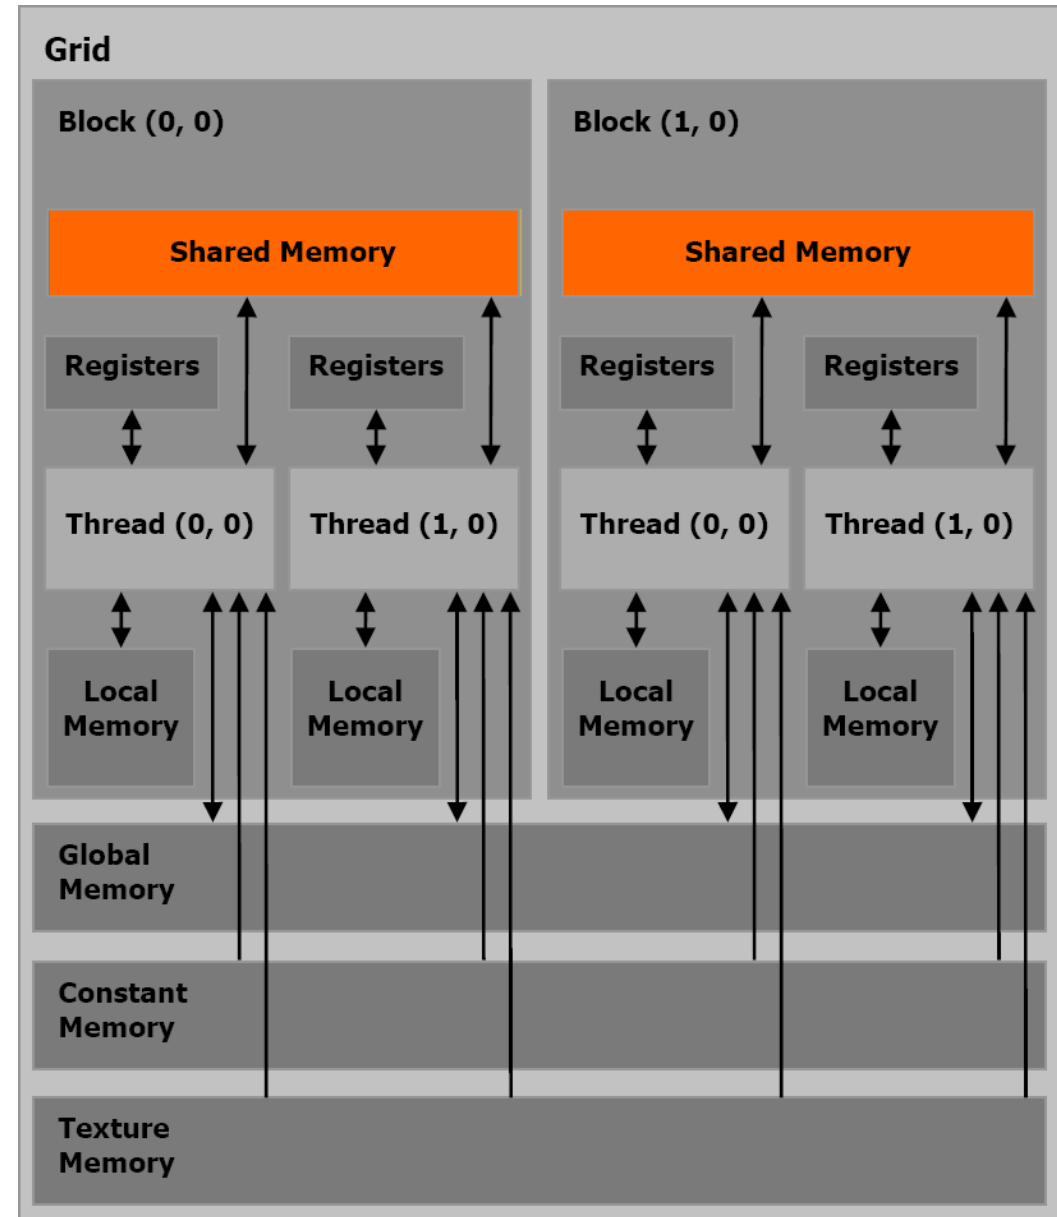 Grid
Block (0, 0)
Shared Memory
Registers
Registers
Thread (0, 0)
Thread (1, 0)
Local
Memory
Local
Memory
Block (1, 0)
Shared Memory
Registers
Registers
Thread (0, 0)
Thread (1, 0)
Local
Memory
Local
Memory
Global
Memory
Constant
Memory
Texture
Memory